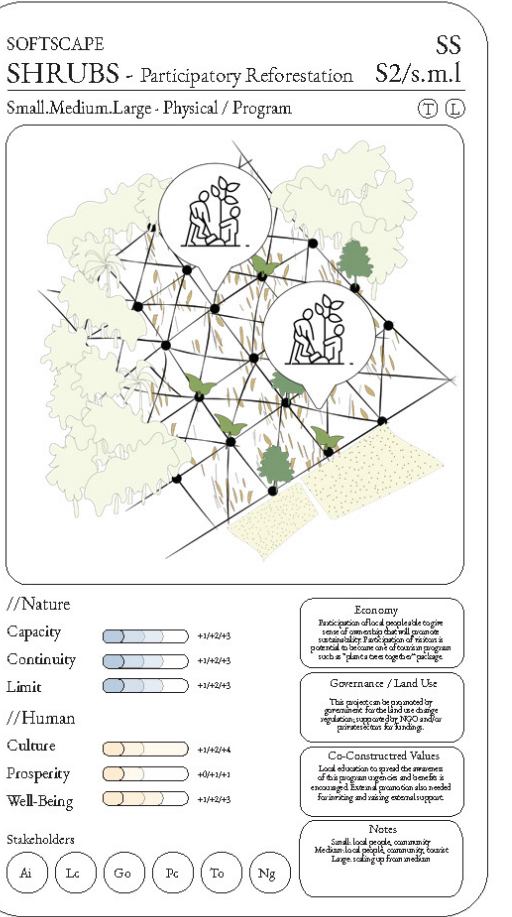 SOFTSCAPE
SS
SHRUBS - Participatory Reforestation
S2/s.m.l
Small.Medium.Large - Physical / Program
T L
//Nature
Capacity
+1/+2/+3
Continuity
+1/+2/+3
Limit
+1/+2/+3
//Human
Culture
+1/+2/+4
Prosperity
+0/+1/+1
Well-Being
+1/+2/+3
Stakeholders
Ai
Lc
Go
Pc
To
Ng
Economy
Participation of local people able to give
sense of ownership that will promote
sustainability. Participation of visitors is
potential to become one of tourism program
such as "plant a trees together" package.
Governance / Land Use
This project can be promoted by
government for the land use change
regulation; supported by NGO and/or
private sectors for funding.
Co-Constructred Values
Local education to spread the awareness
of this program urgencies and benefits is
encouraged. External promotion also needed
for inviting and raising external support.
Notes
Small: local people, community
Medium: local people, community, tourist
Large: scaling up from medium